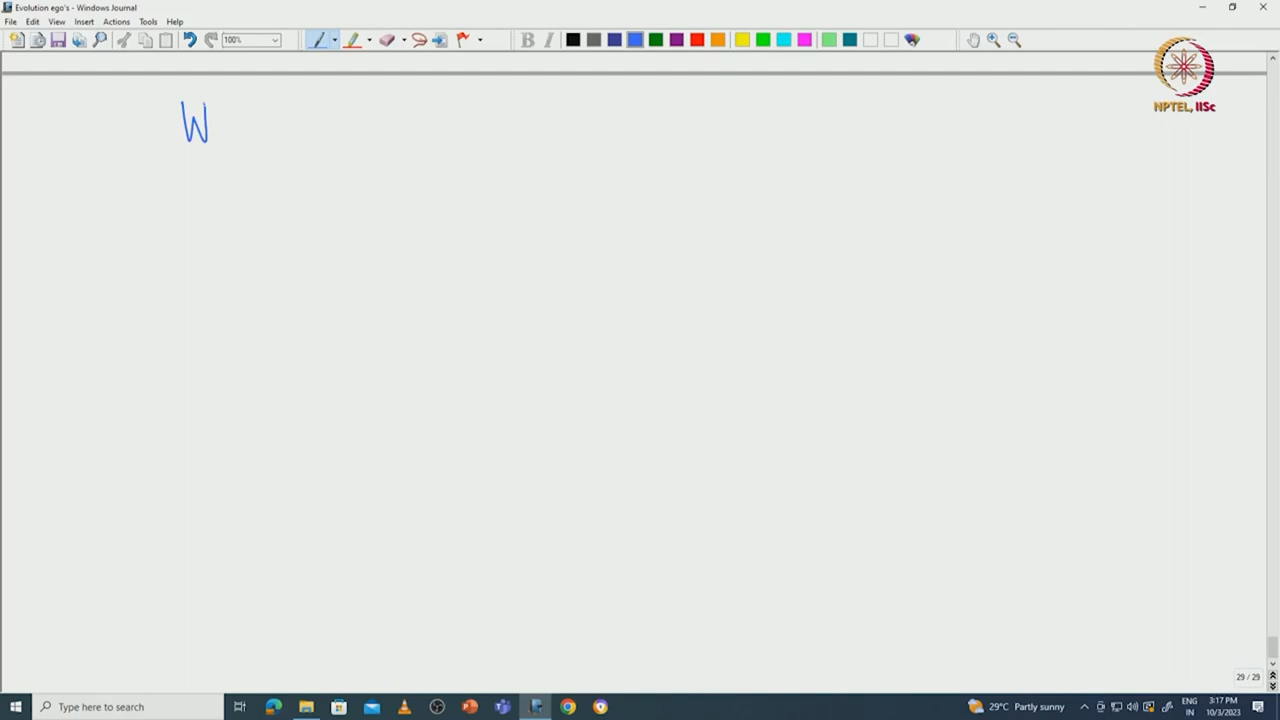 Evolution eqo's - Windows Journal
File Edit View Insert Actions Tools Help
100%
B I
NPTEL, IISc
W
29 / 29
Type here to search
29°C Partly sunny
ENG
IN
3:17 PM
10/3/2023